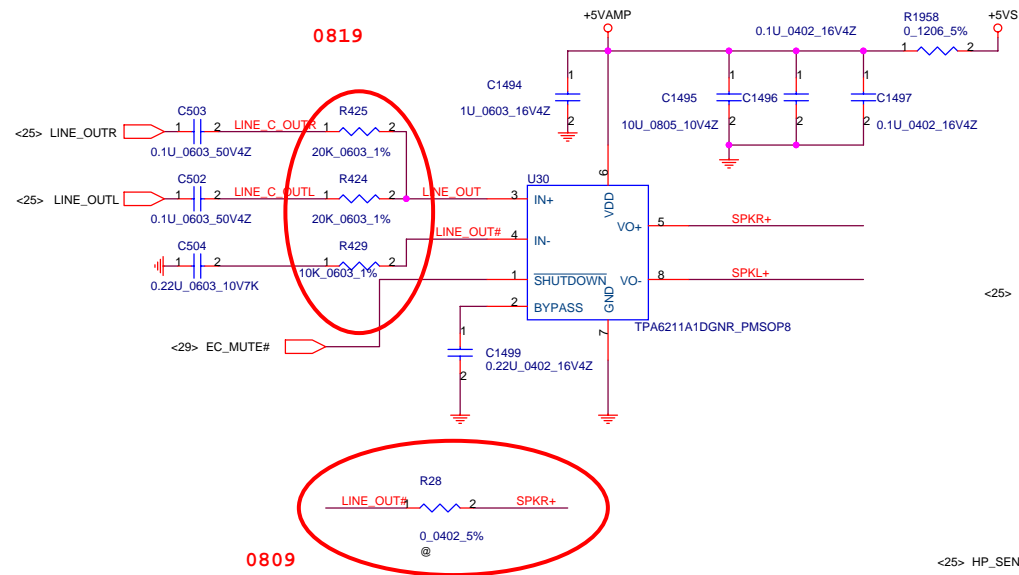 +5VAMP
+5VS
0819
R1958
0_1206_5%
1 2
0.1U_0402_16V4Z
1
C1494
1U_0603_16V4Z
2
1
C1495
10U_0805_10V4Z
2
1
C1496
2
1
C1497
0.1U_0402_16V4Z
2
<25> LINE_OUTR
C503
1 2
0.1U_0603_50V4Z
LINE_C_OUTR
R425
1 2
20K_0603_1%
<25> LINE_OUTL
C502
1 2
0.1U_0603_50V4Z
LINE_C_OUTL
R424
1 2
20K_0603_1%
LINE_OUT
C504
1 2
0.22U_0603_10V7K
R429
1 2
10K_0603_1%
LINE_OUT#
U30
3 IN+
4 IN-
1 SHUTDOWN
2 BYPASS
6 VDD
VO+ 5
VO- 8
GND 7
TPA6211A1DGNR_PMSOP8
SPKR+
SPKL+
<25>
<29> EC_MUTE#
1
C1499
0.22U_0402_16V4Z
2
R28
LINE_OUT# 1 2 SPKR+
0_0402_5%
@
0809
<25> HP_SEN